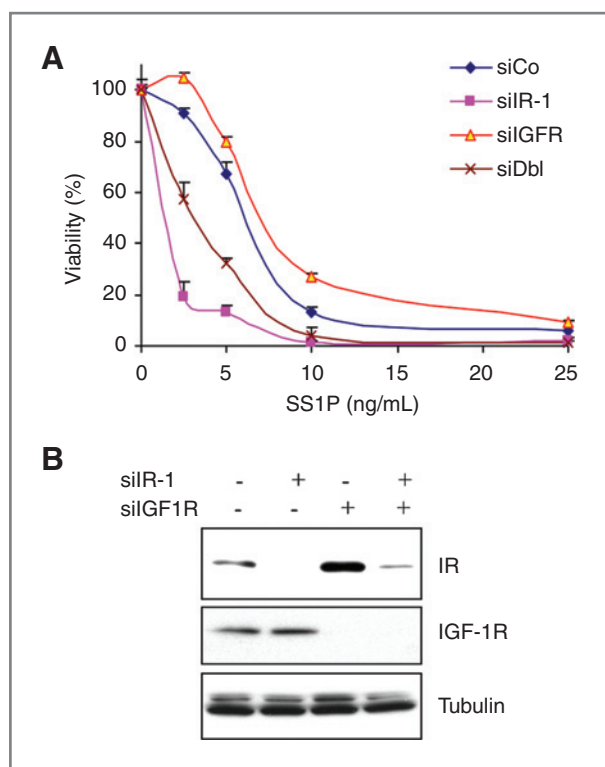 A
siCo
siIR-1
siIGFR
siDbl
Viability (%)
100
80
60
40
20
0
0 5 10 15 20 25
SS1P (ng/mL)
B
siIR-1 - + - +
siIGF1R - - + +
IR
IGF-1R
Tubulin